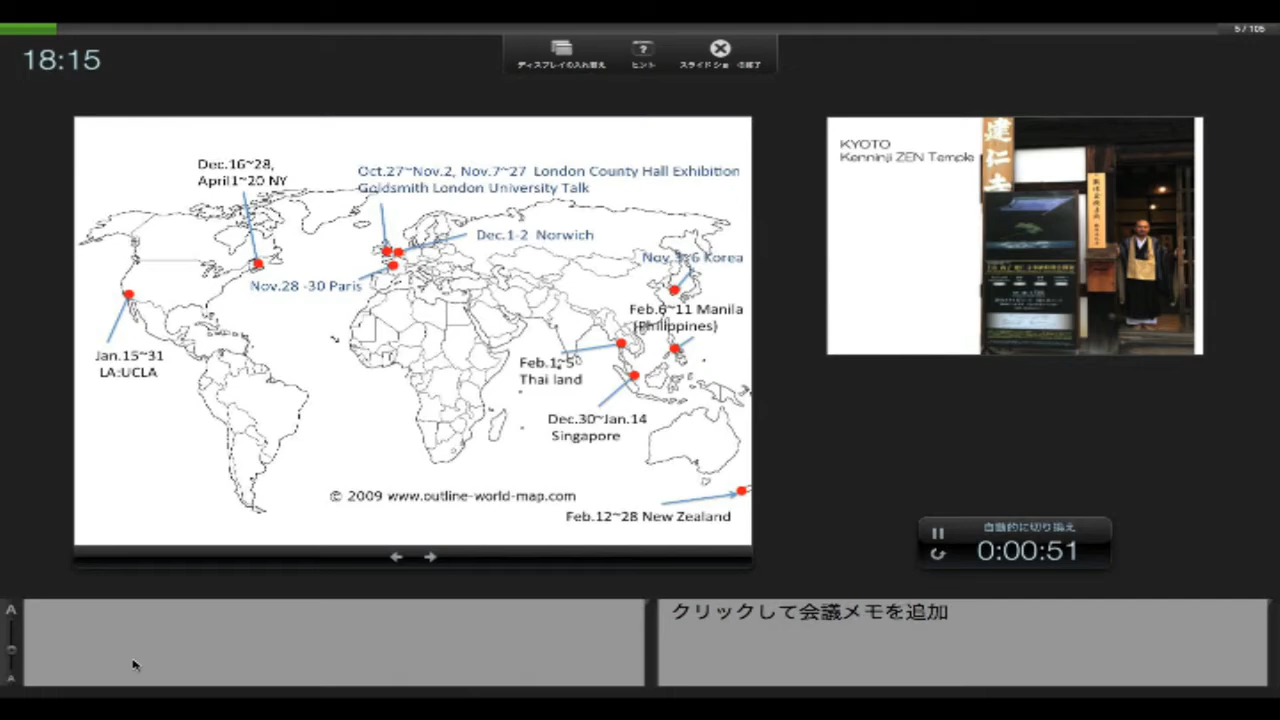 5 / 105
18:15
ディスプレイの入れ替え
ヒント
スライドショーの終了
Dec.16~28,
April1~20 NY
Oct.27~Nov.2, Nov.7~27 London County Hall Exhibition
Goldsmith London University Talk
Dec.1-2 Norwich
Nov.3~6 Korea
Nov.28 -30 Paris
Feb.6~11 Manila
(Philippines)
Jan.15~31
LA:UCLA
Feb.1~5
Thai land
Dec.30~Jan.14
Singapore
© 2009 www.outline-world-map.com
Feb.12~28 New Zealand
KYOTO
Kenninji ZEN Temple
建仁寺
自動的に切り換え
0:00:51
A
A
クリックして会議メモを追加